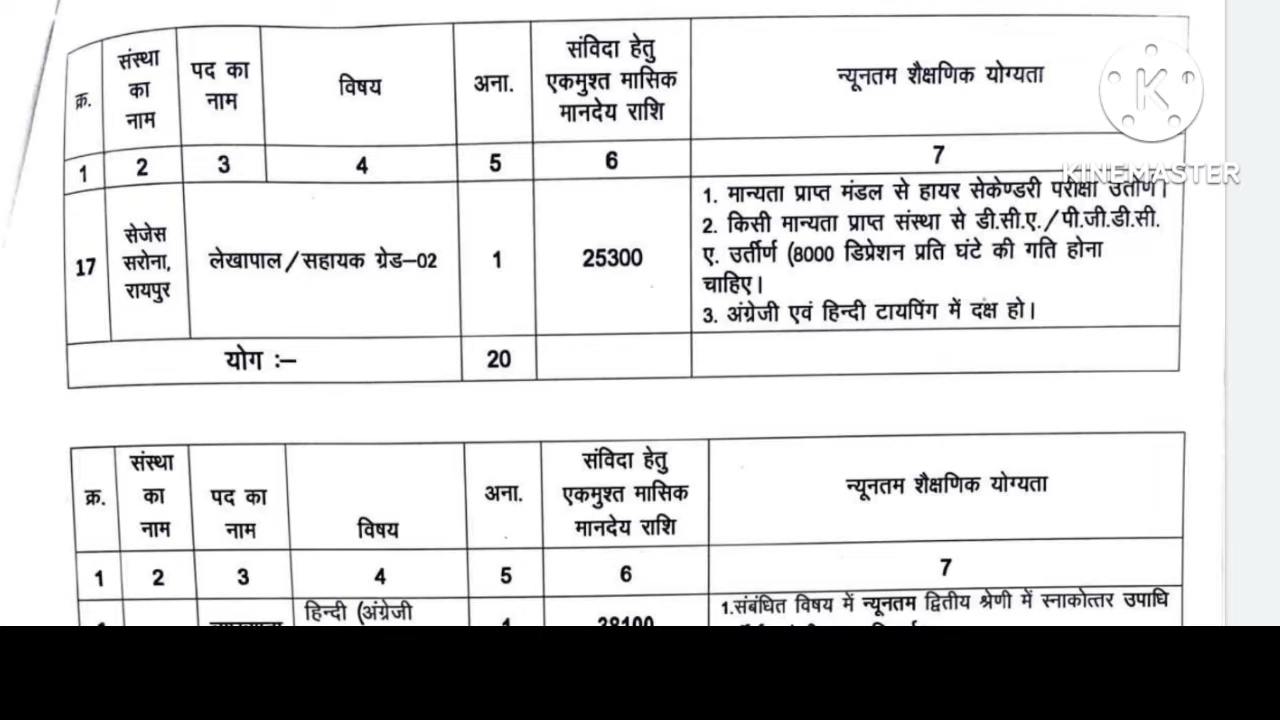 क्र. संस्था का नाम पद का नाम विषय अना. संविदा हेतु एकमुश्त मासिक मानदेय राशि न्यूनतम शैक्षणिक योग्यता
1 2 3 4 5 6 7
17 सेजेस सरोना, रायपुर लेखापाल/सहायक ग्रेड–02 1 25300
1. मान्यता प्राप्त मंडल से हायर सेकेण्डरी परीक्षा उर्तीण।
2. किसी मान्यता प्राप्त संस्था से डी.सी.ए./पी.जी.डी.सी.
ए. उर्तीर्ण (8000 डिप्रेशन प्रति घंटे की गति होना
चाहिए।
3. अंग्रेजी एवं हिन्दी टायपिंग में दक्ष हो।
योग :– 20
KINEMASTER
क्र. संस्था का नाम पद का नाम विषय अना. संविदा हेतु एकमुश्त मासिक मानदेय राशि न्यूनतम शैक्षणिक योग्यता
1 2 3 4 5 6 7
हिन्दी (अंग्रेजी 38100 1.संबंधित विषय में न्यूनतम द्वितीय श्रेणी में स्नाकोत्तर उपाधि